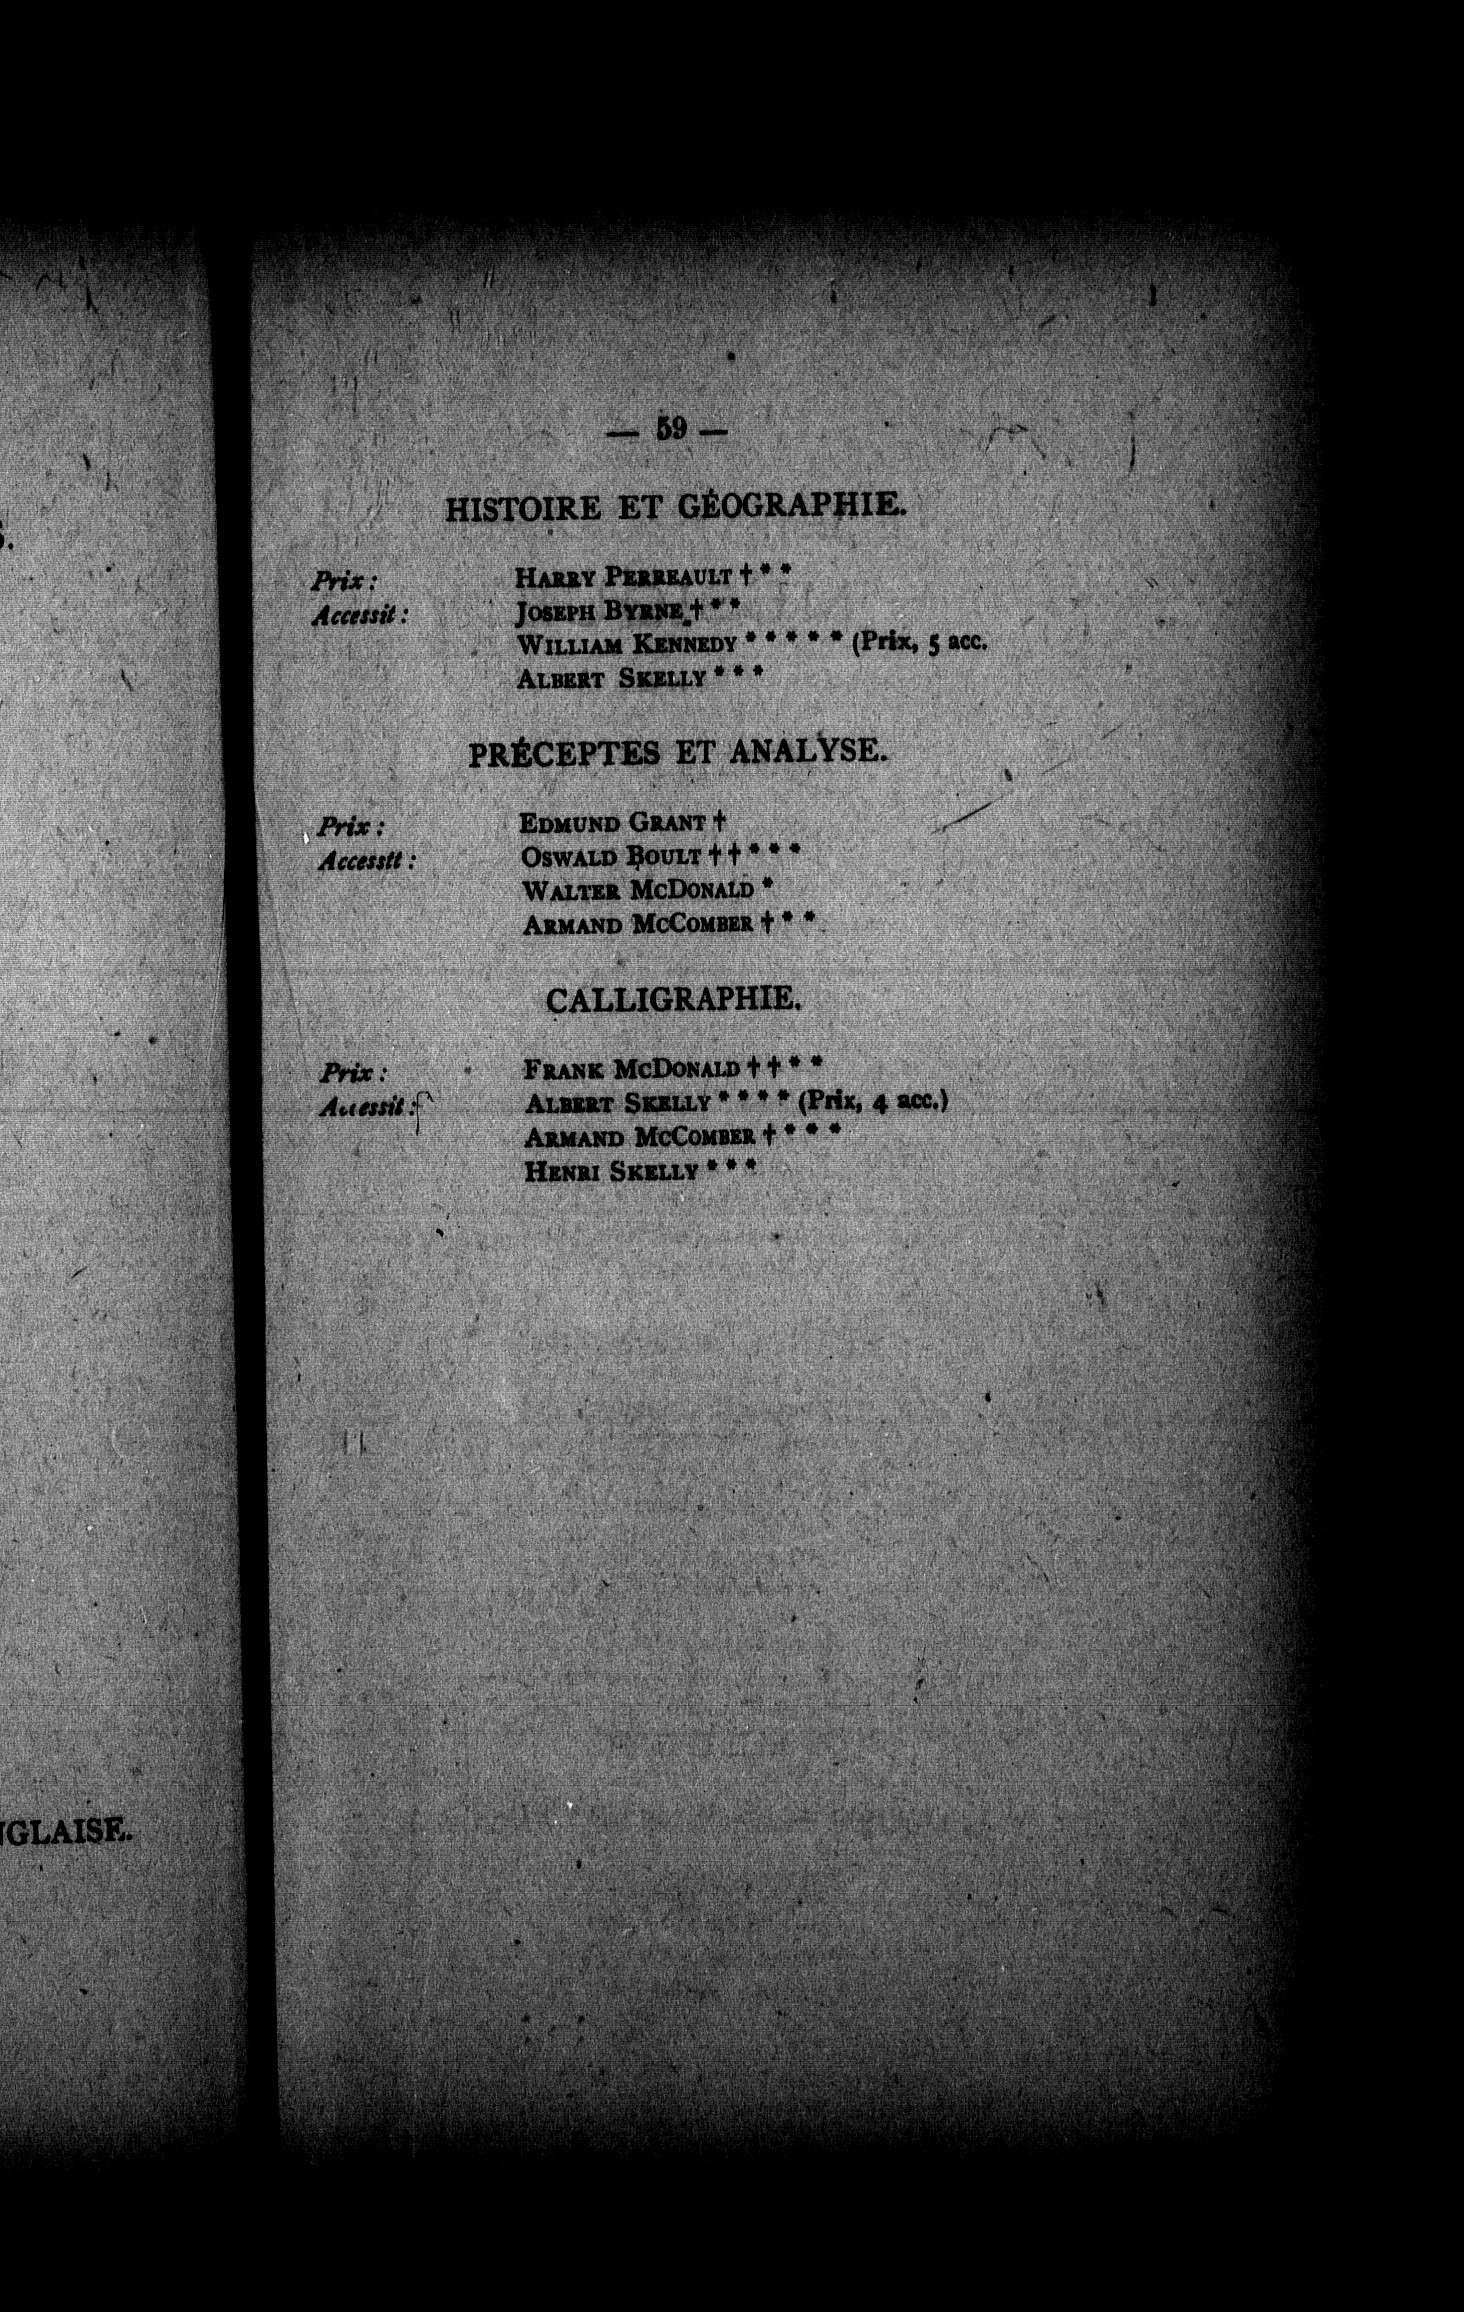 — 59 —
HISTOIRE ET GÉOGRAPHIE.
Prix : HARRY PERREAULT † * *
Accessit : JOSEPH BYRNE † * *
WILLIAM KENNEDY * * * * * (Prix, 5 acc.
ALBERT SKELLY * * *
PRÉCEPTES ET ANALYSE.
Prix : EDMUND GRANT †
Accesstt : OSWALD BOULT † † * * *
WALTER MCDONALD *
ARMAND MCCOMBER † * *
CALLIGRAPHIE.
Prix : FRANK MCDONALD † † * *
Accessit : ALBERT SKELLY * * * * (Prix, 4 acc.)
ARMAND MCCOMBER † * * *
HENRI SKELLY * * *